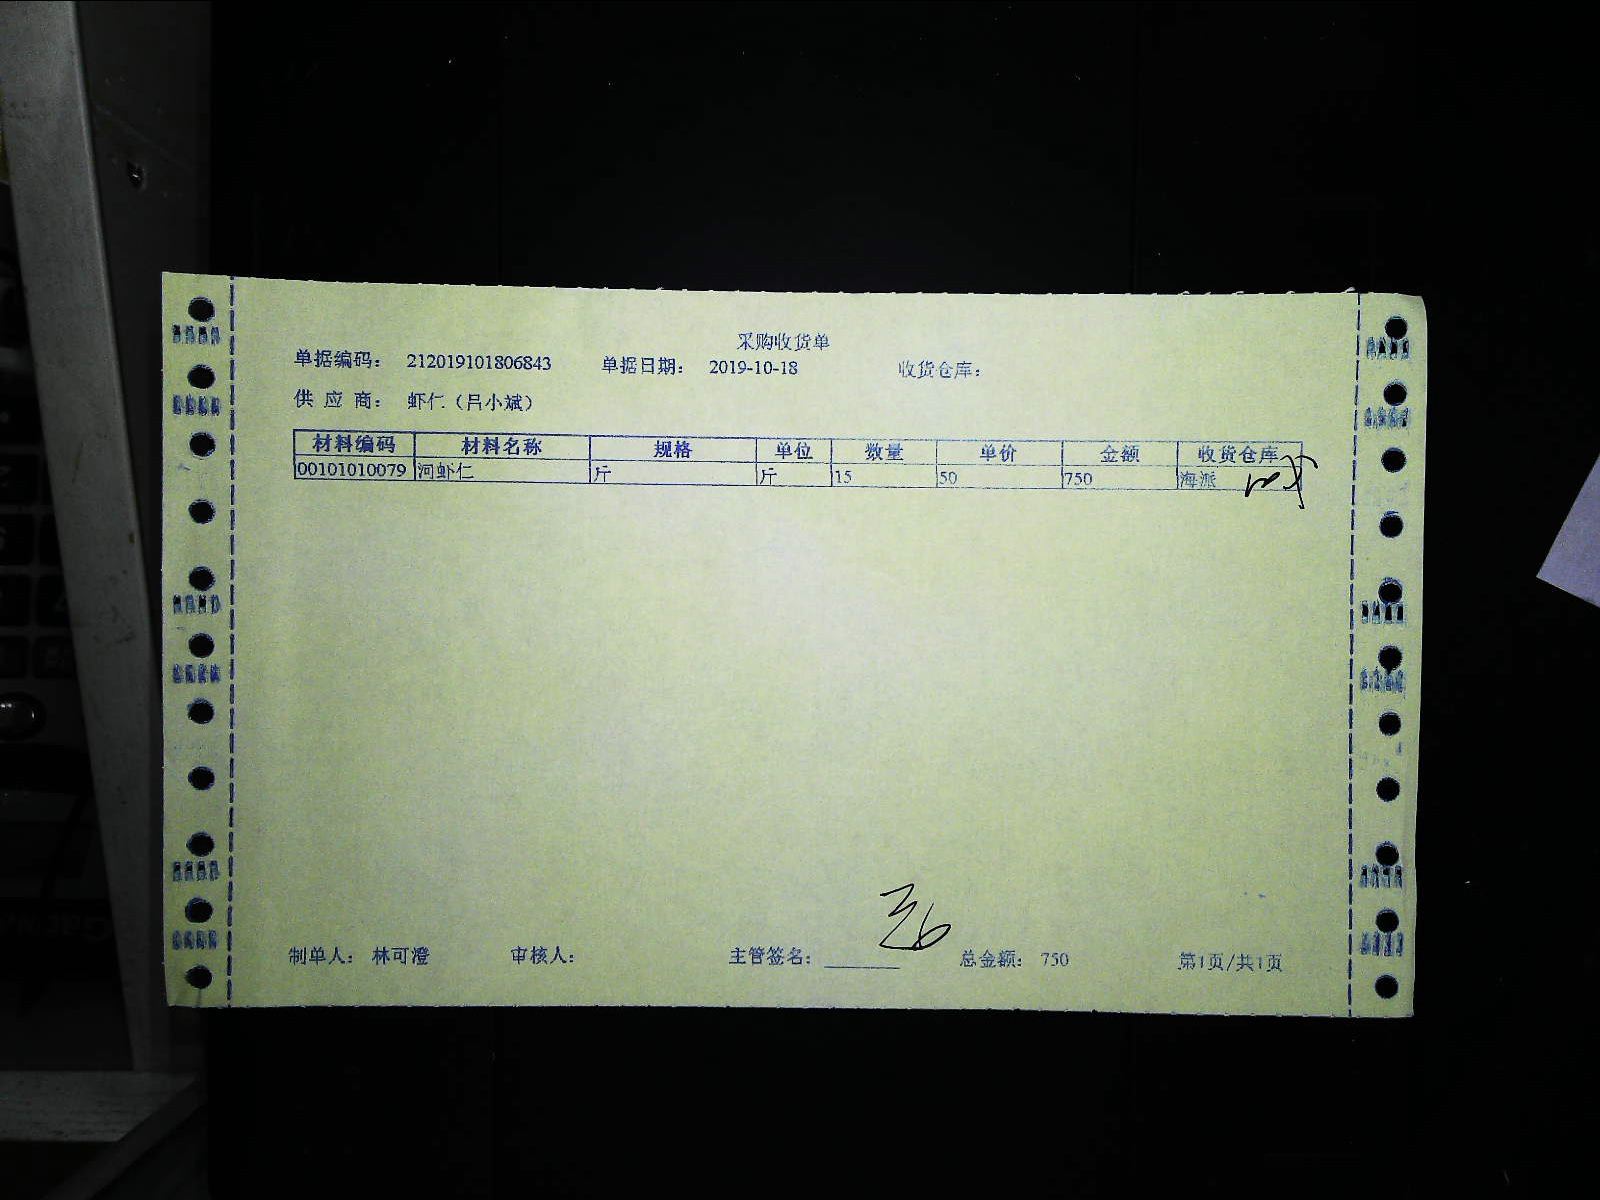 采购收货单
单据编码： 212019101806843 单据日期： 2019-10-18 收货仓库：
供 应 商： 虾仁（吕小斌）
材料编码 材料名称 规格 单位 数量 单价 金额 收货仓库
00101010079 河虾仁 斤 斤 15 50 750 海派
制单人： 林可澄 审核人： 主管签名： 总金额： 750 第1页/共1页